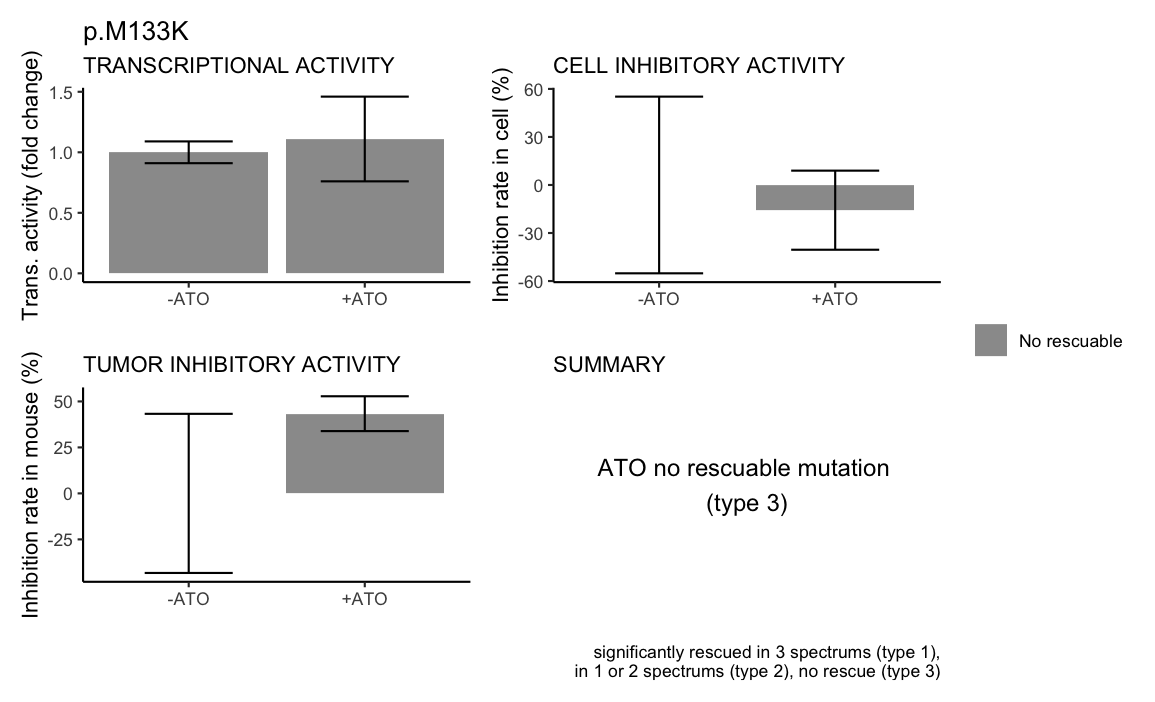 p.M133K
TRANSCRIPTIONAL ACTIVITY
Trans. activity (fold change)
1.5
1.0
0.5
0.0
-ATO
+ATO
CELL INHIBITORY ACTIVITY
Inhibition rate in cell (%)
60
30
0
-30
-60
-ATO
+ATO
No rescuable
TUMOR INHIBITORY ACTIVITY
Inhibition rate in mouse (%)
50
25
0
-25
-ATO
+ATO
SUMMARY
ATO no rescuable mutation
(type 3)
significantly rescued in 3 spectrums (type 1),
in 1 or 2 spectrums (type 2), no rescue (type 3)